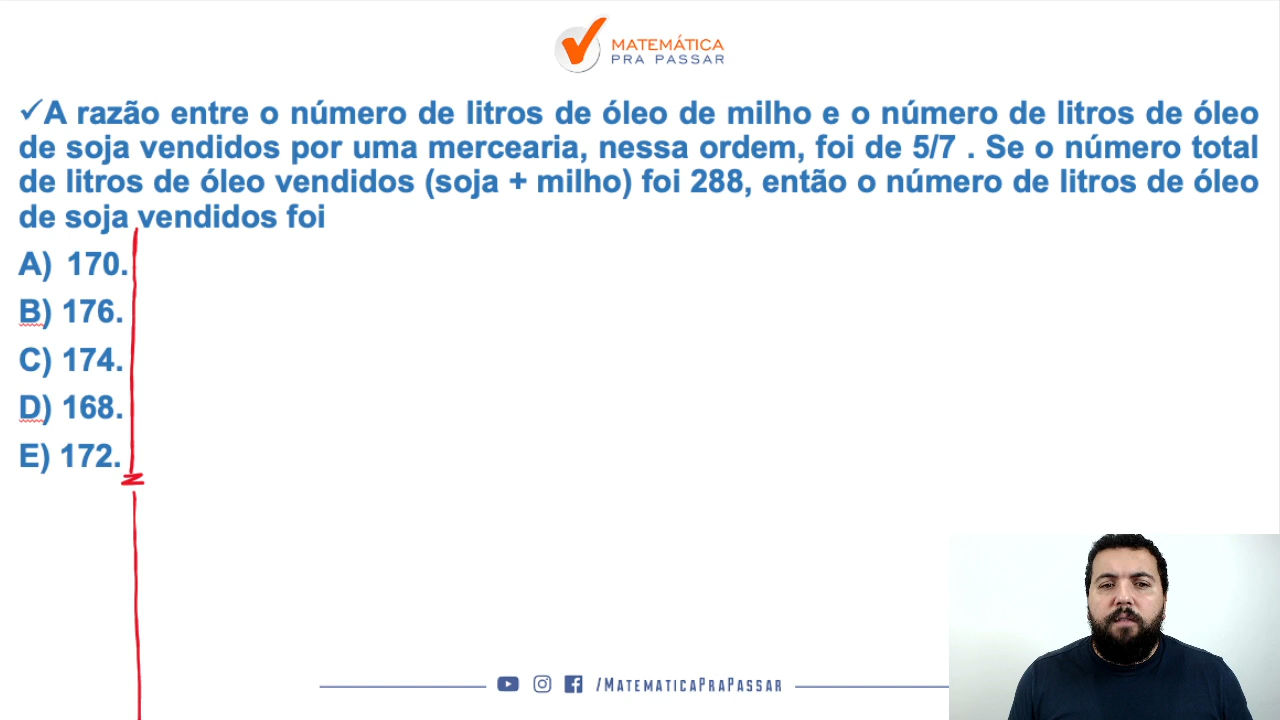 MATEMÁTICA
PRA PASSAR
✓A razão entre o número de litros de óleo de milho e o número de litros de óleo
de soja vendidos por uma mercearia, nessa ordem, foi de 5/7 . Se o número total
de litros de óleo vendidos (soja + milho) foi 288, então o número de litros de óleo
de soja vendidos foi
A) 170.
B) 176.
C) 174.
D) 168.
E) 172.
/MATEMATICAPRAPASSAR